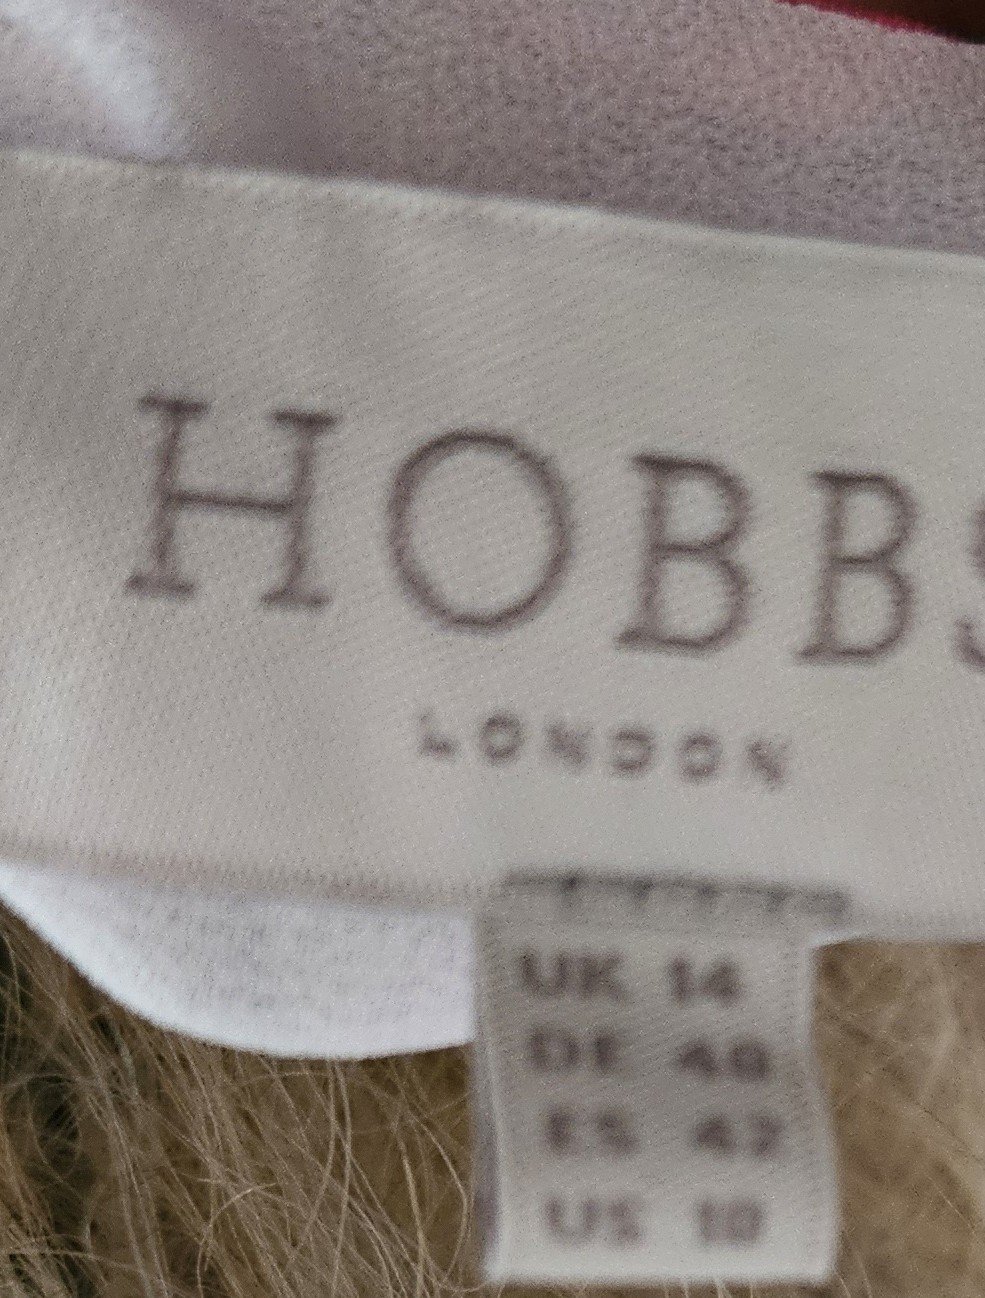 HOBBS
LONDON
UK 14
DE 40
ES 42
US 10